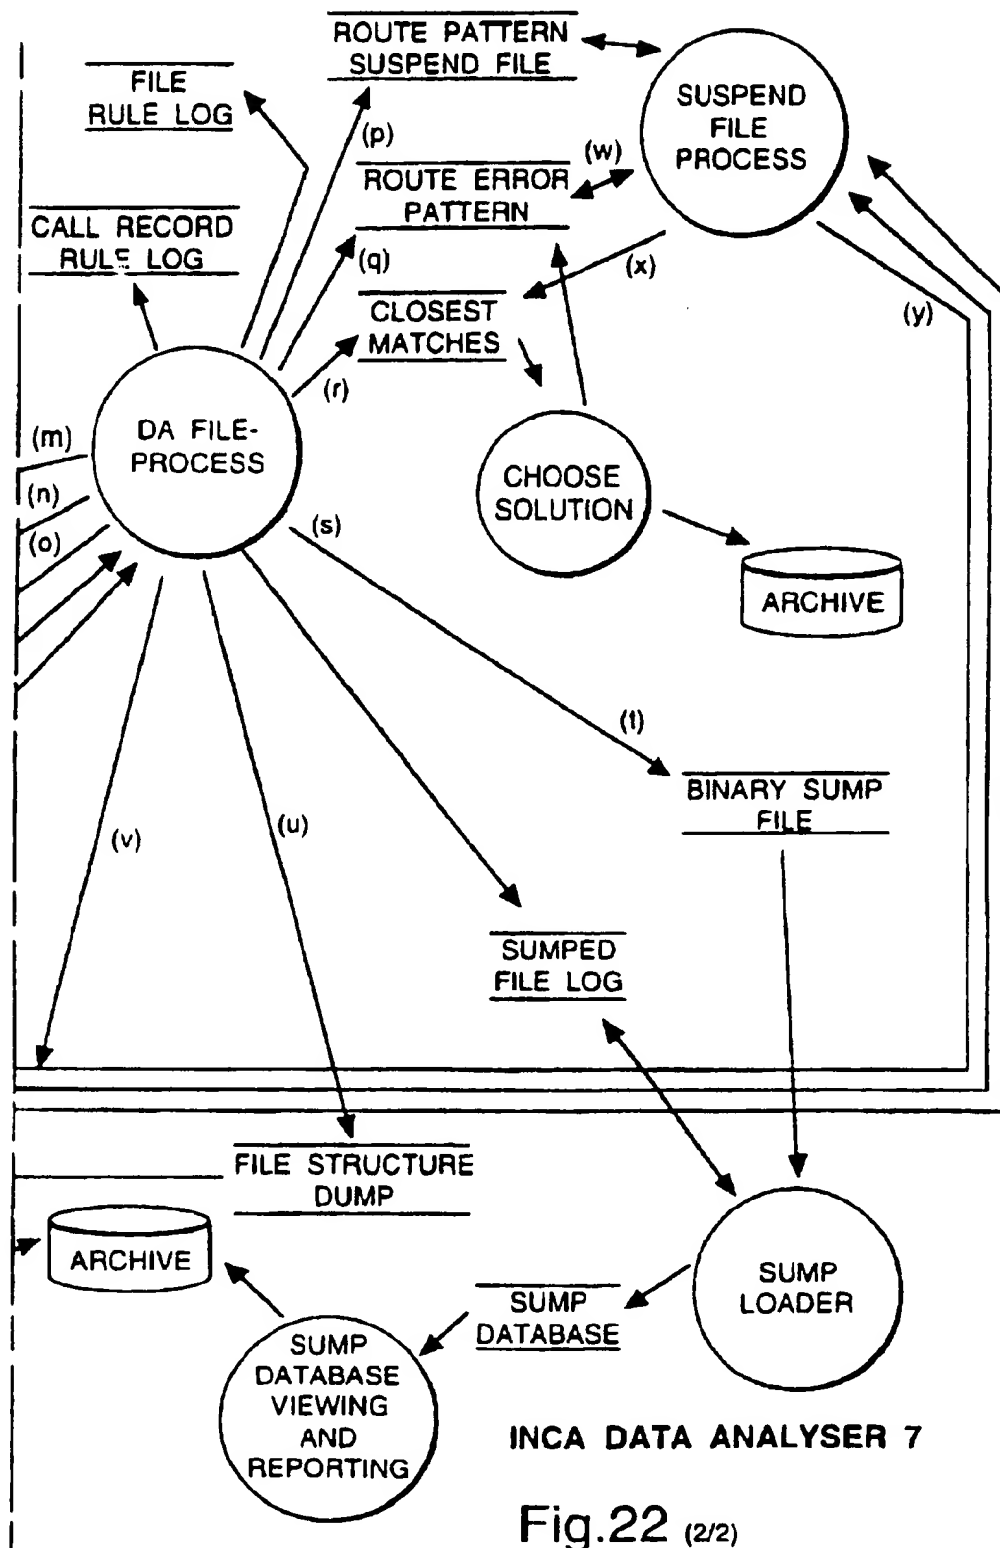 ROUTE PATTERN
SUSPEND FILE
FILE
RULE LOG
SUSPEND
FILE
PROCESS
(p)
(w)
ROUTE ERROR
PATTERN
CALL RECORD
RULE LOG
(q)
(x)
CLOSEST
MATCHES
(y)
(r)
DA FILE-
PROCESS
(m)
(n)
(o)
CHOOSE
SOLUTION
(s)
ARCHIVE
(t)
BINARY SUMP
FILE
(v)
(u)
SUMPED
FILE LOG
FILE STRUCTURE
DUMP
ARCHIVE
SUMP
LOADER
SUMP
DATABASE
SUMP
DATABASE
VIEWING
AND
REPORTING
INCA DATA ANALYSER 7
Fig.22 (2/2)